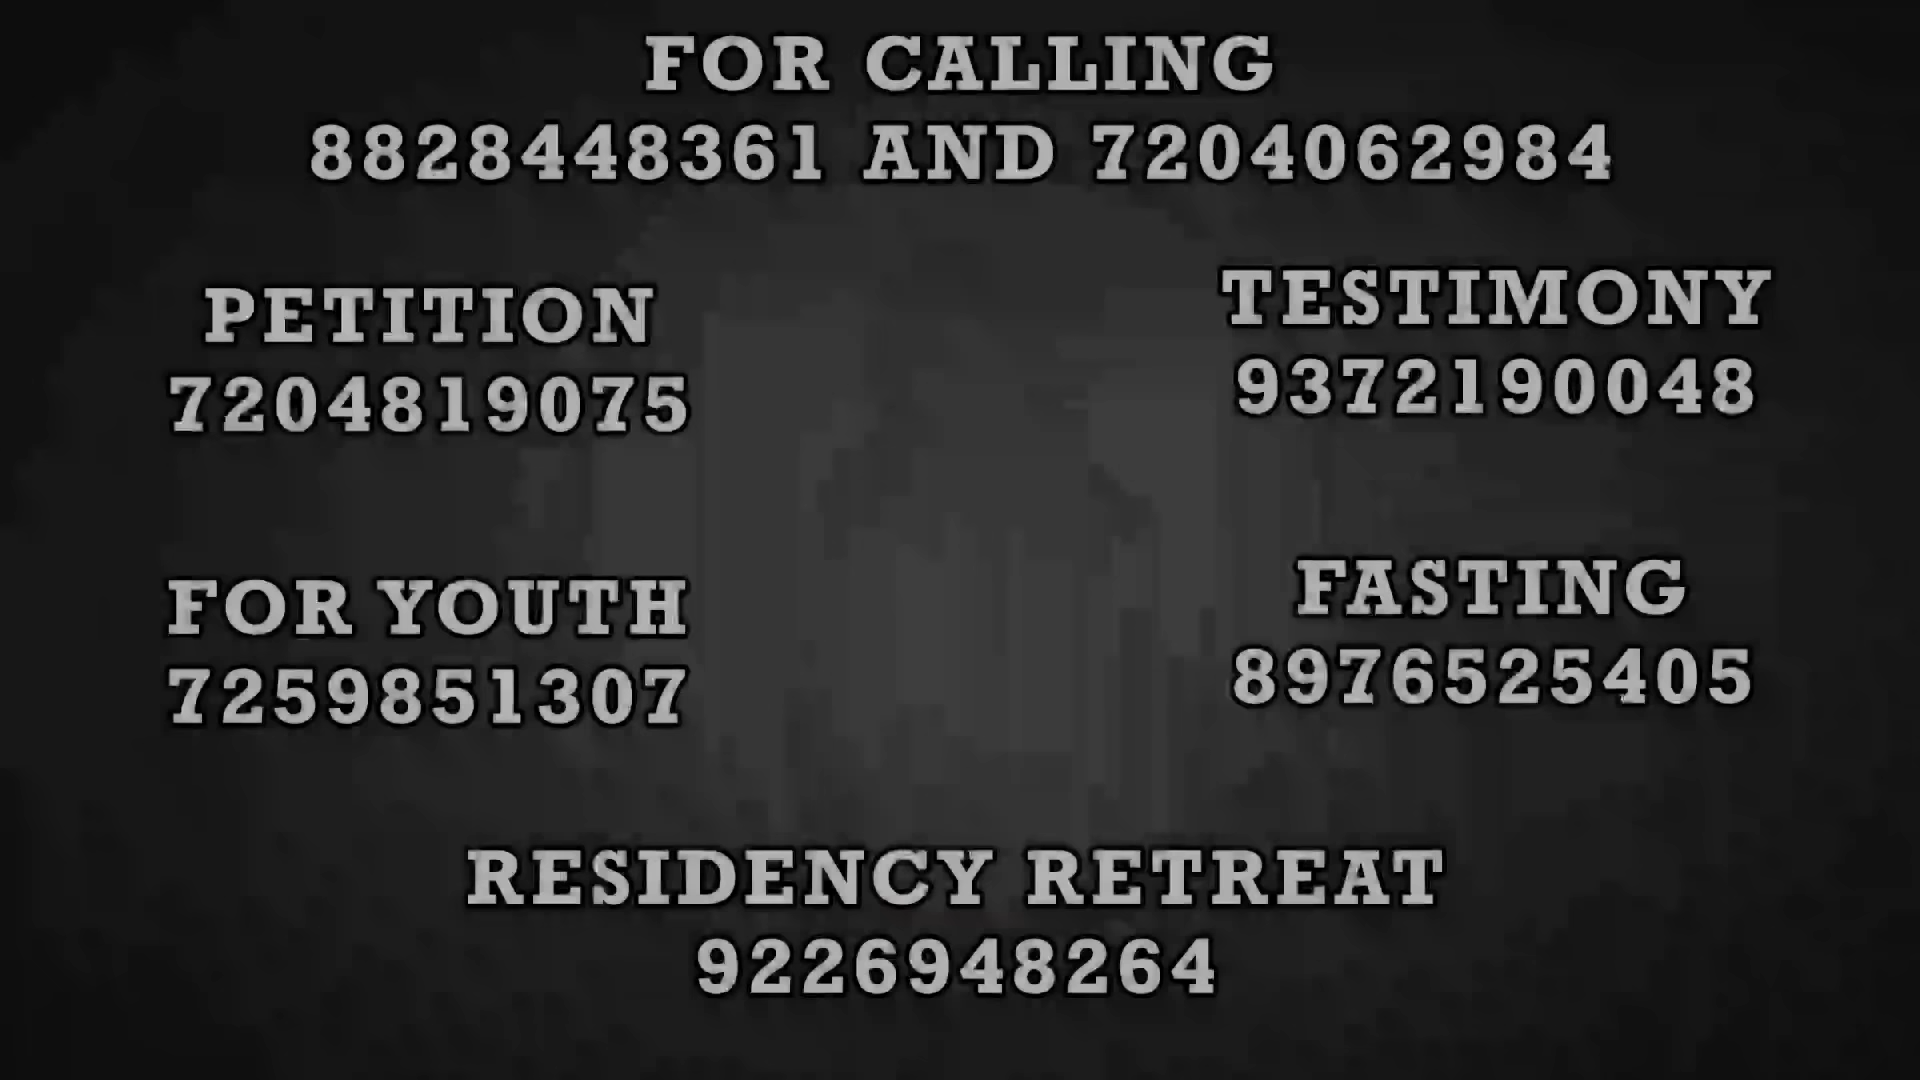 FOR CALLING
8828448361 AND 7204062984
PETITION
7204819075
TESTIMONY
9372190048
FOR YOUTH
7259851307
FASTING
8976525405
RESIDENCY RETREAT
9226948264